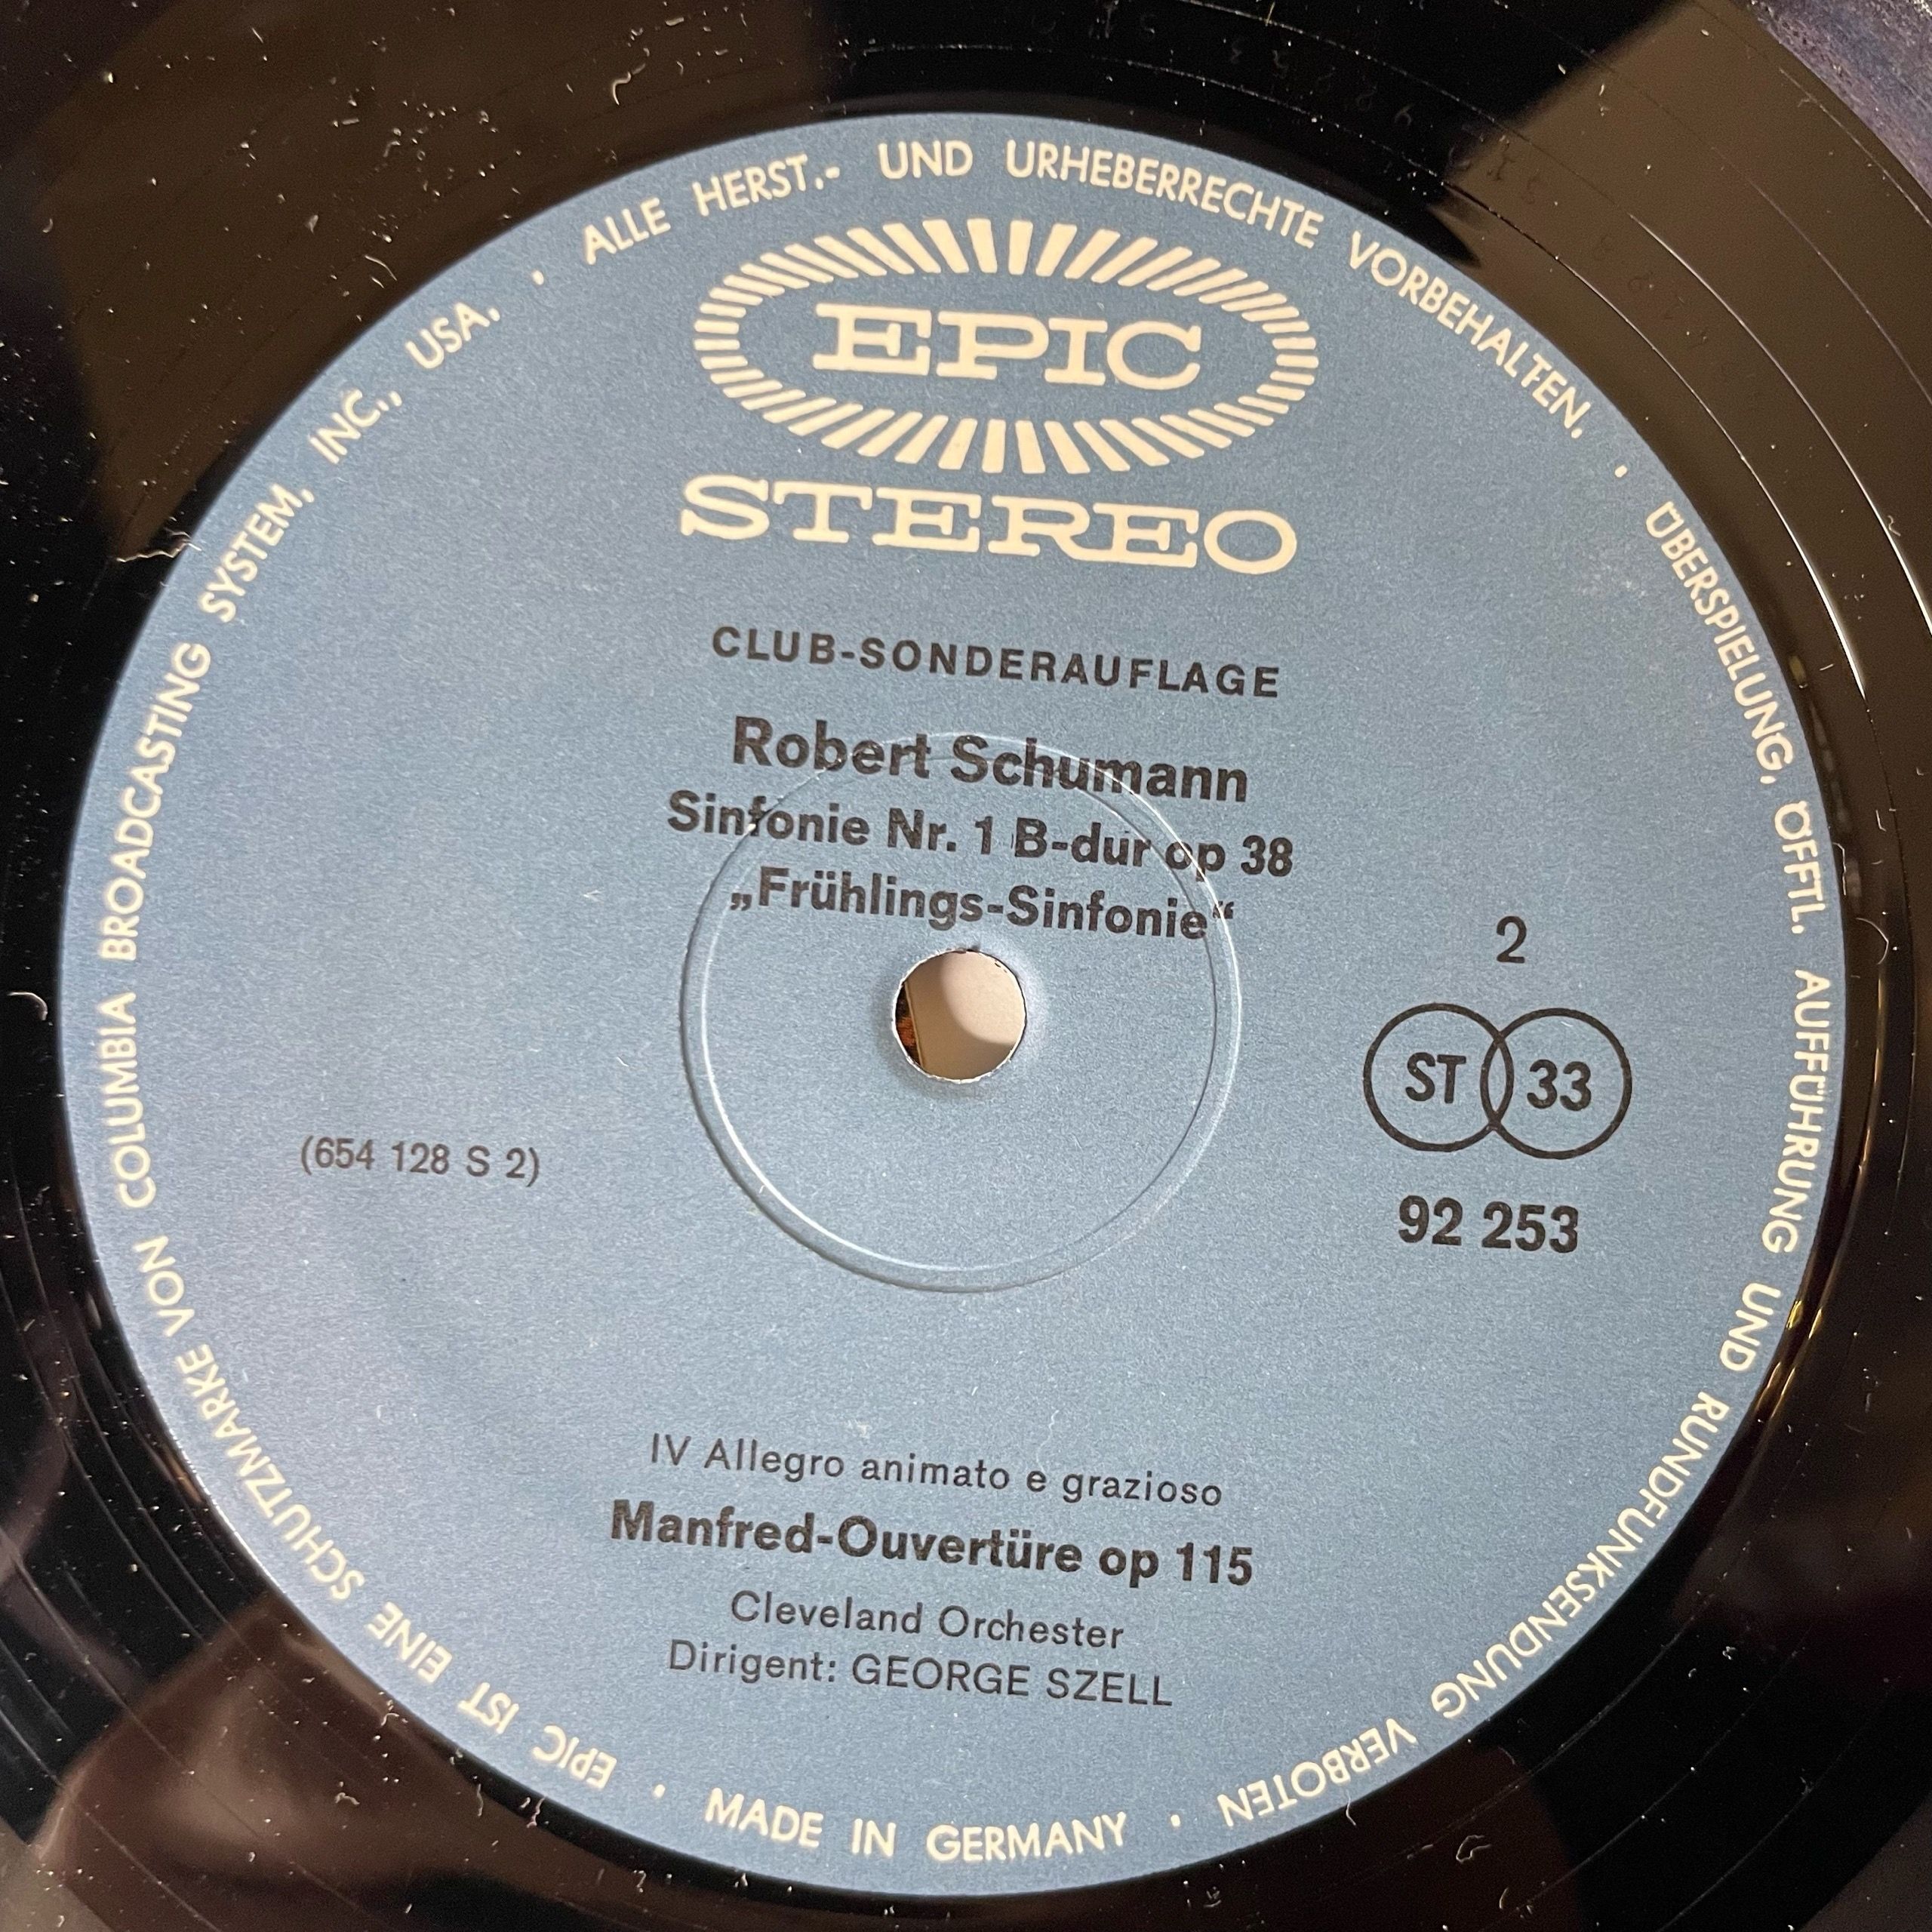 EPIC
STEREO
CLUB-SONDERAUFLAGE
Robert Schumann
Sinfonie Nr. 1 B-dur op 38
„Frühlings-Sinfonie“
2
ST 33
(654 128 S 2)
92 253
IV Allegro animato e grazioso
Manfred-Ouvertüre op 115
Cleveland Orchester
Dirigent: GEORGE SZELL
EPIC IST EINE SCHUTZMARKE VON COLUMBIA BROADCASTING SYSTEM, INC., USA. • ALLE HERST.- UND URHEBERRECHTE VORBEHALTEN. • ÜBERSPIELUNG, ÖFFTL. AUFFÜHRUNG UND RUNDFUNKSENDUNG VERBOTEN • MADE IN GERMANY •